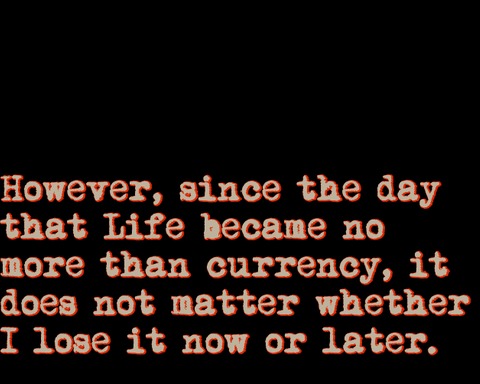 However, since the day
that Life became no
more than currency, it
does not matter whether
I lose it now or later.